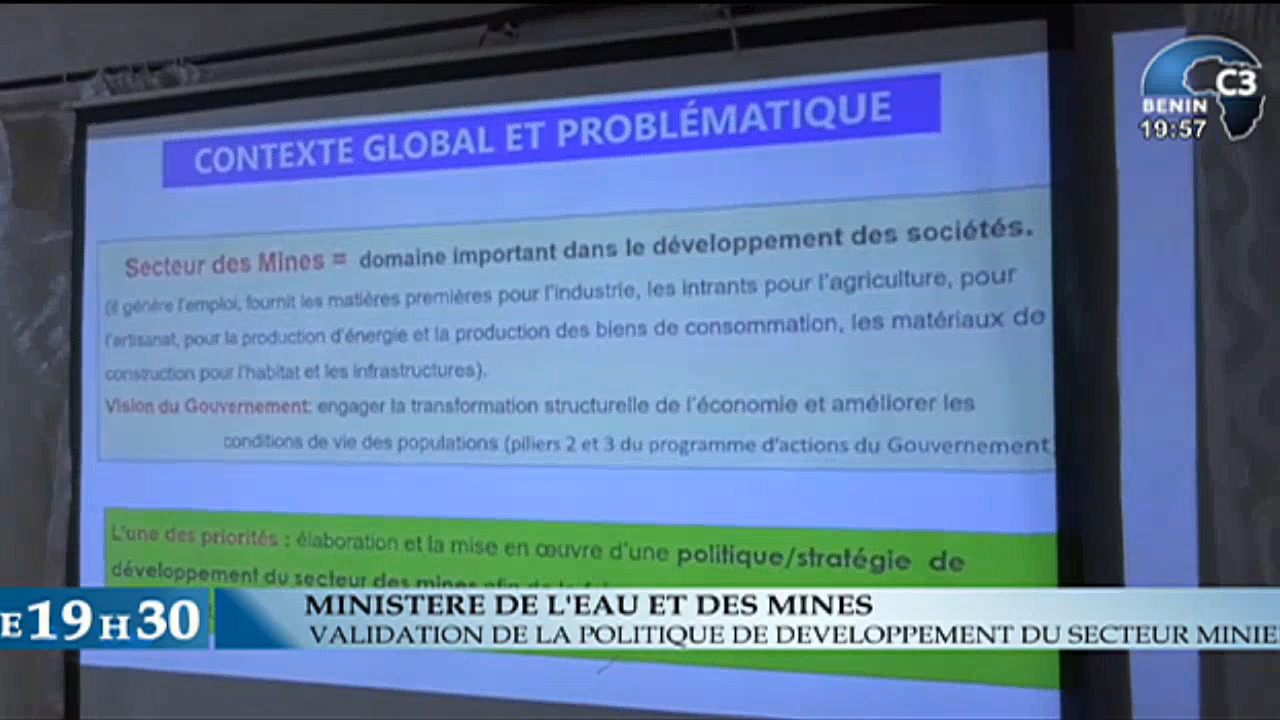 CONTEXTE GLOBAL ET PROBLÉMATIQUE
Secteur des Mines = domaine important dans le développement des sociétés.
(Il génère l'emploi, fournit les matières premières pour l'industrie, les intrants pour l'agriculture, pour
l'artisanat, pour la production d'énergie et la production des biens de consommation, les matériaux de
construction pour l'habitat et les infrastructures).
Vision du Gouvernement: engager la transformation structurelle de l'économie et améliorer les
conditions de vie des populations (piliers 2 et 3 du programme d'actions du Gouvernement
L'une des priorités : élaboration et la mise en œuvre d'une politique/stratégie de
développement du secteur des mines afin de
C3
BENIN
19:57
E 19 H 30
MINISTERE DE L'EAU ET DES MINES
VALIDATION DE LA POLITIQUE DE DEVELOPPEMENT DU SECTEUR MINIE